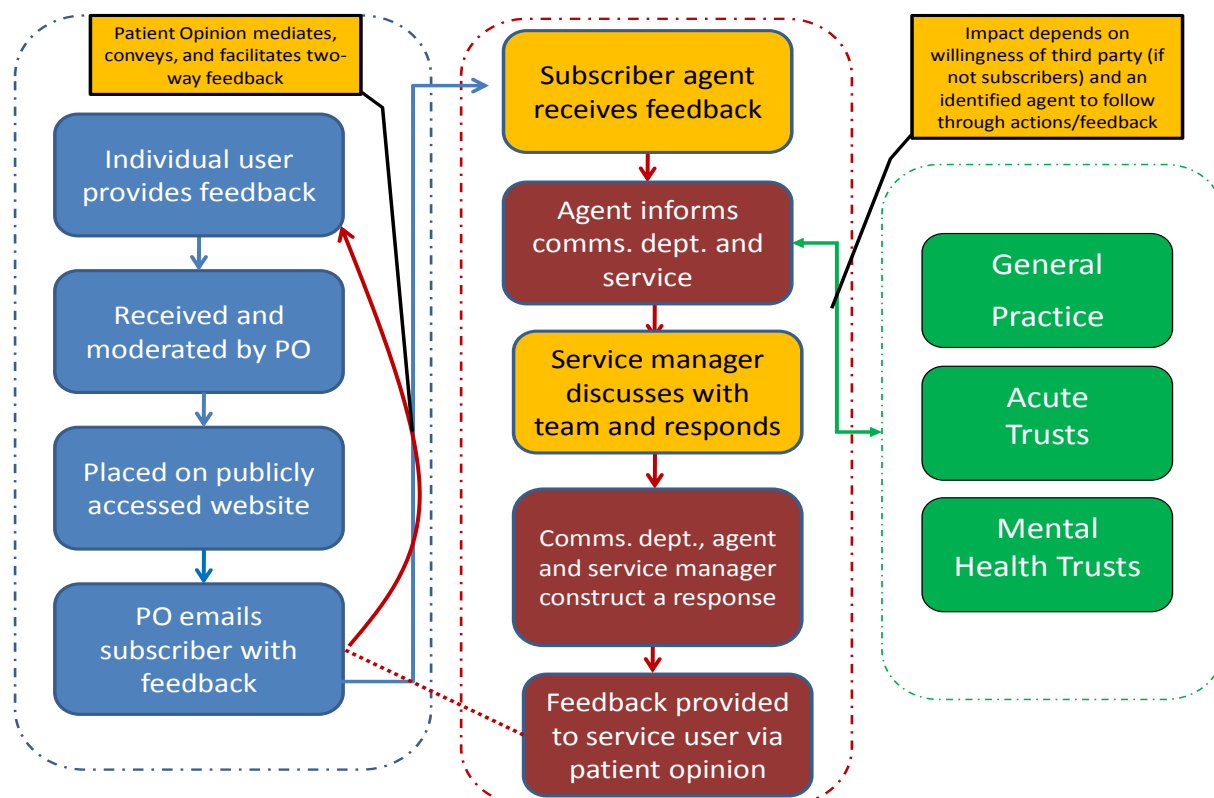 Patient Opinion mediates,
conveys, and facilitates two-
way feedback
Individual user
provides feedback
Received and
moderated by PO
Placed on publicly
accessed website
PO emails
subscriber with
feedback
Subscriber agent
receives feedback
Agent informs
comms. dept. and
service
Service manager
discusses with
team and responds
Comms. dept., agent
and service manager
construct a response
Feedback provided
to service user via
patient opinion
Impact depends on
willingness of third party (if
not subscribers) and an
identified agent to follow
through actions/feedback
General
Practice
Acute
Trusts
Mental
Health Trusts